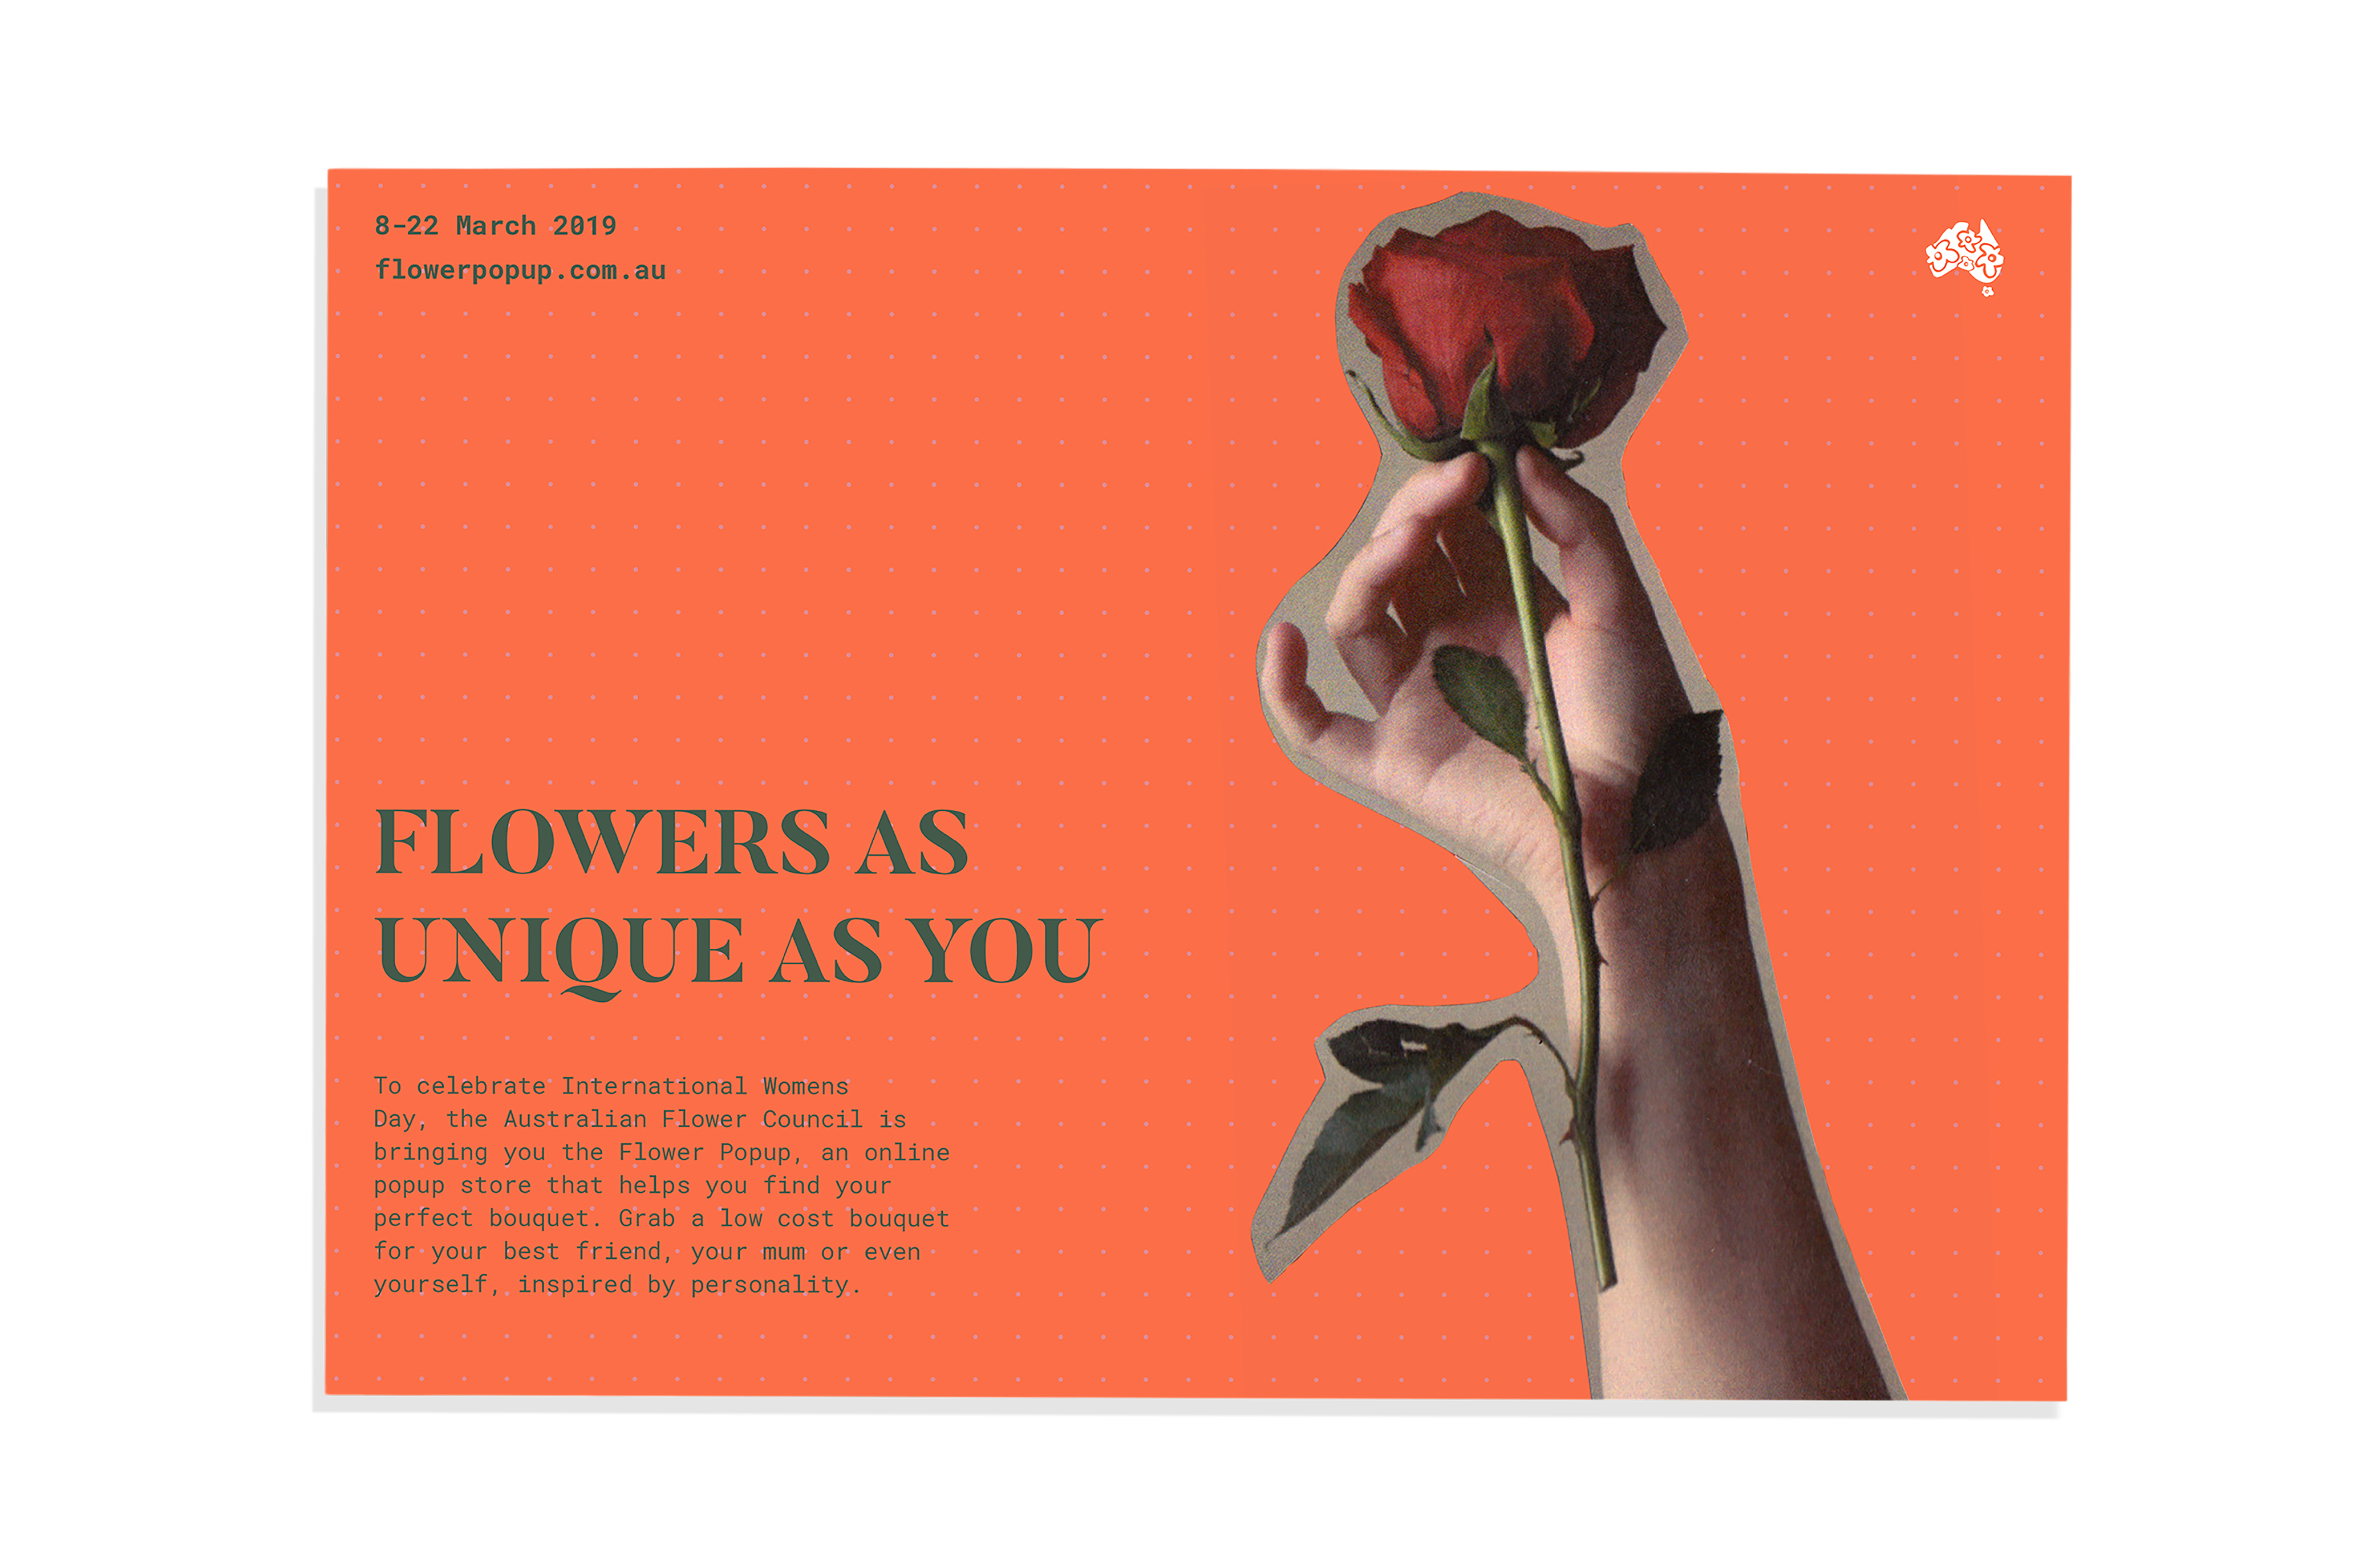 8-22 March 2019
flowerpopup.com.au
FLOWERS AS
UNIQUE AS YOU
To celebrate International Womens
Day, the Australian Flower Council is
bringing you the Flower Popup, an online
popup store that helps you find your
perfect bouquet. Grab a low cost bouquet
for your best friend, your mum or even
yourself, inspired by personality.